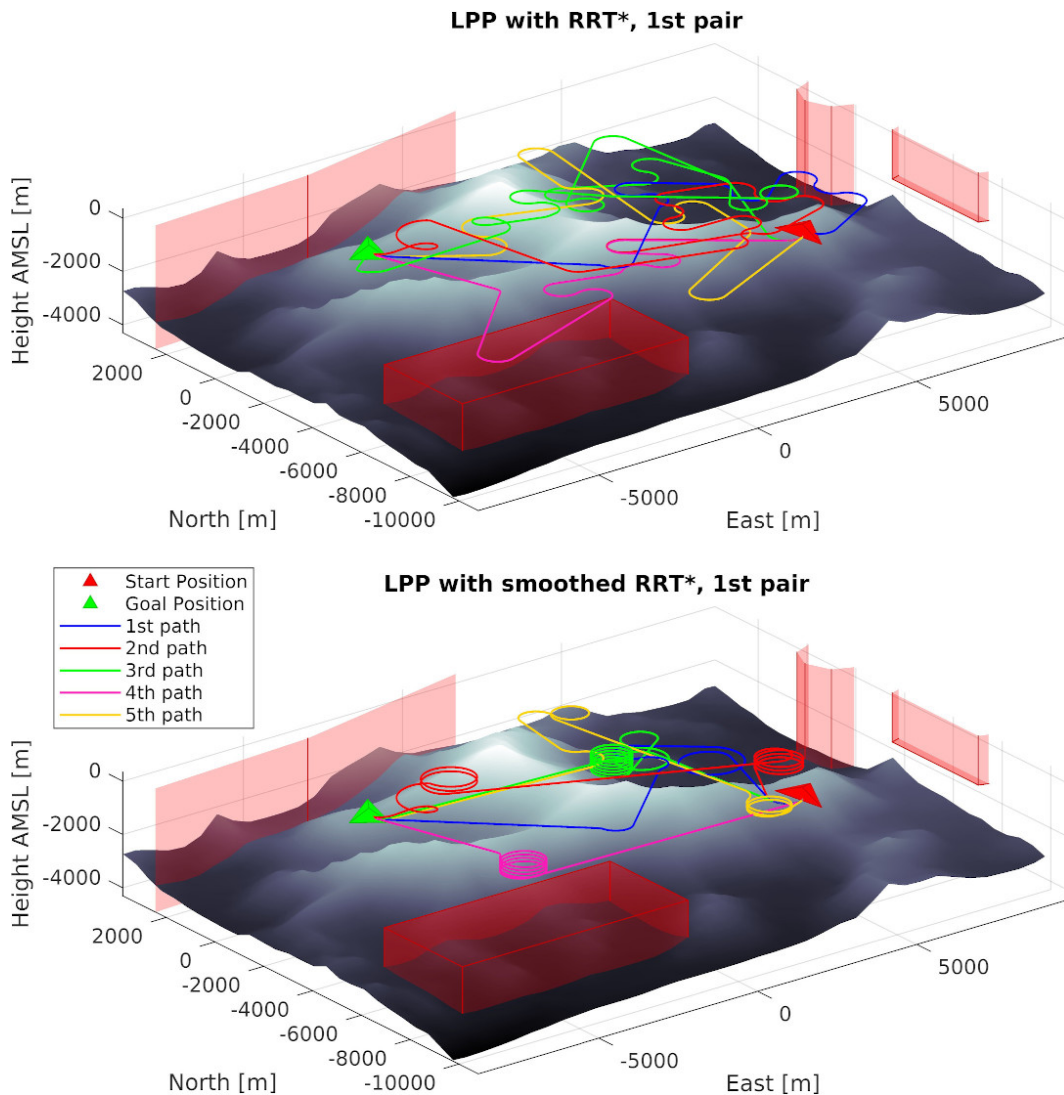 LPP with RRT*, 1st pair
Height AMSL [m]
0
-2000
-4000
2000
0
-2000
-4000
-6000
-8000
-10000
North [m]
-5000
0
5000
East [m]
LPP with smoothed RRT*, 1st pair
Start Position
Goal Position
1st path
2nd path
3rd path
4th path
5th path
Height AMSL [m]
0
-2000
-4000
2000
0
-2000
-4000
-6000
-8000
-10000
North [m]
-5000
0
5000
East [m]